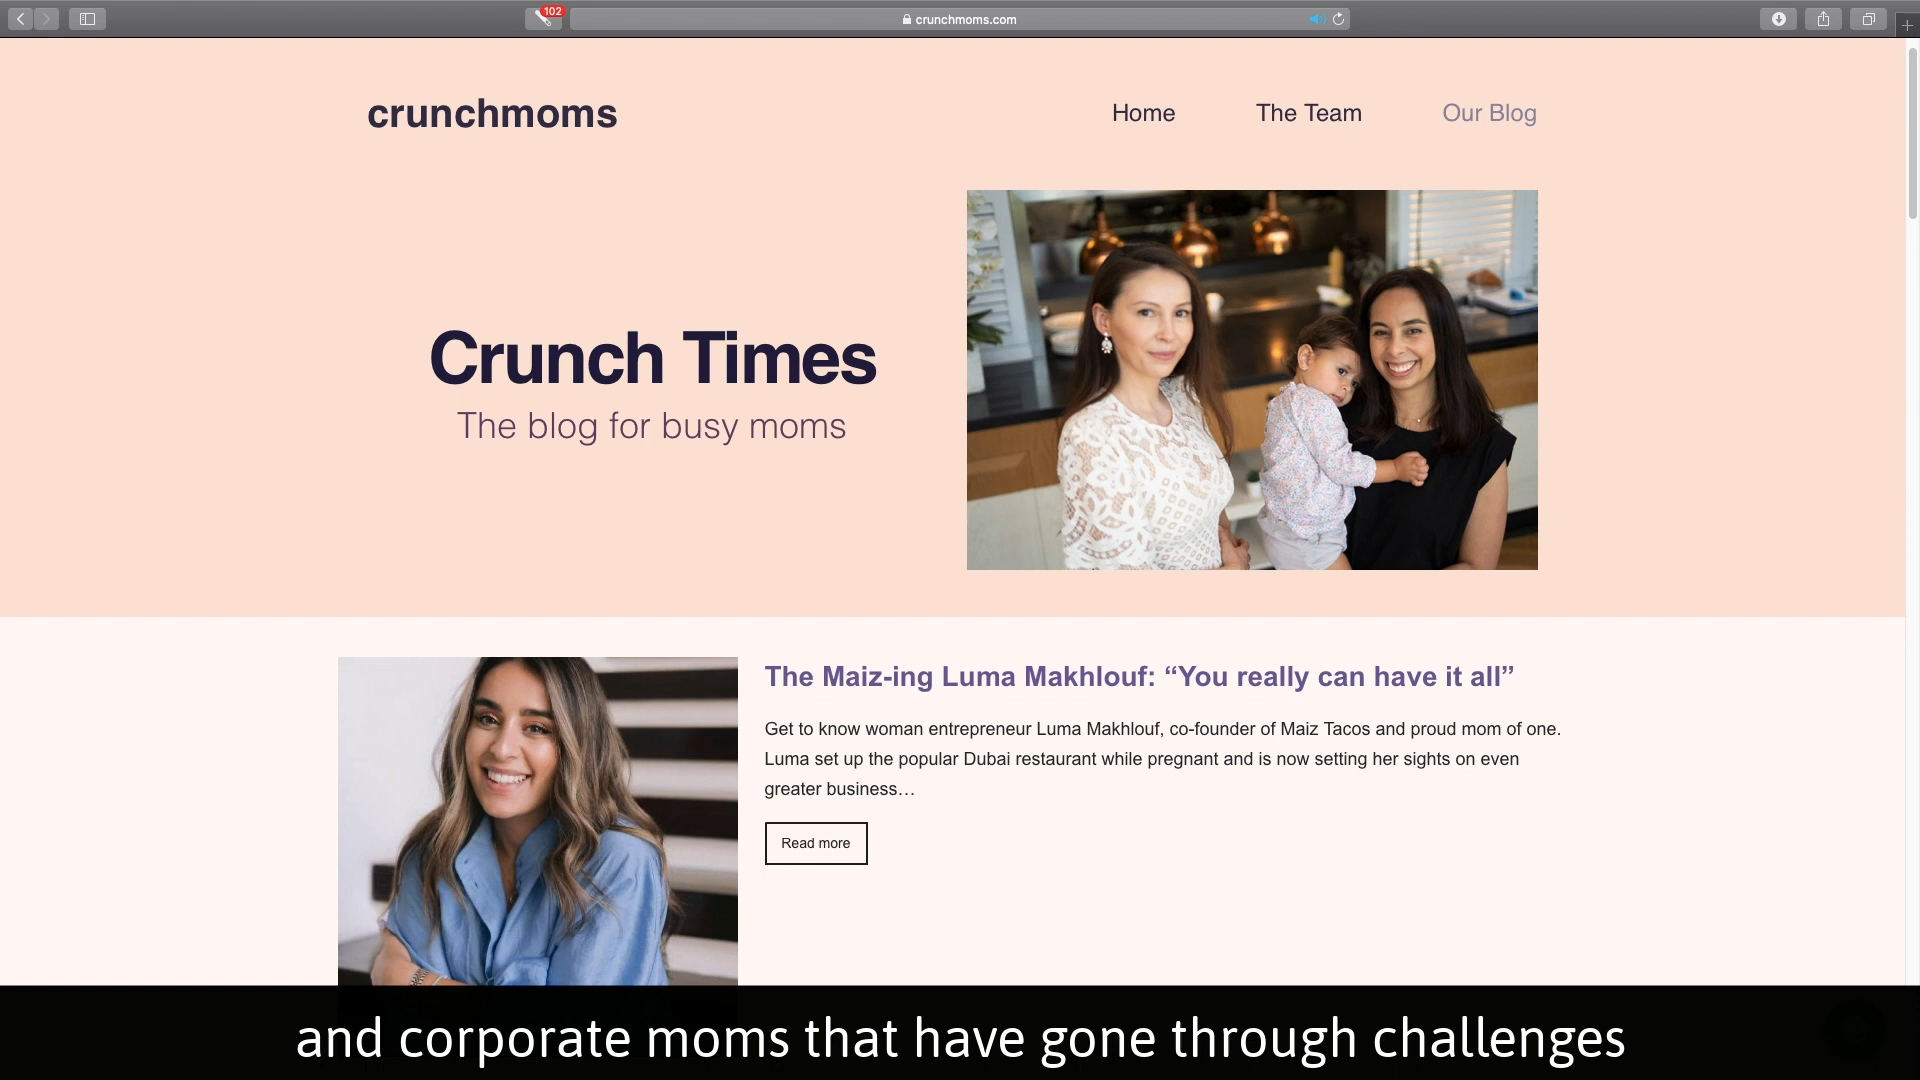 102
crunchmoms.com
crunchmoms
Home
The Team
Our Blog
Crunch Times
The blog for busy moms
The Maiz-ing Luma Makhlouf: “You really can have it all”
Get to know woman entrepreneur Luma Makhlouf, co-founder of Maiz Tacos and proud mom of one.
Luma set up the popular Dubai restaurant while pregnant and is now setting her sights on even
greater business…
Read more
and corporate moms that have gone through challenges